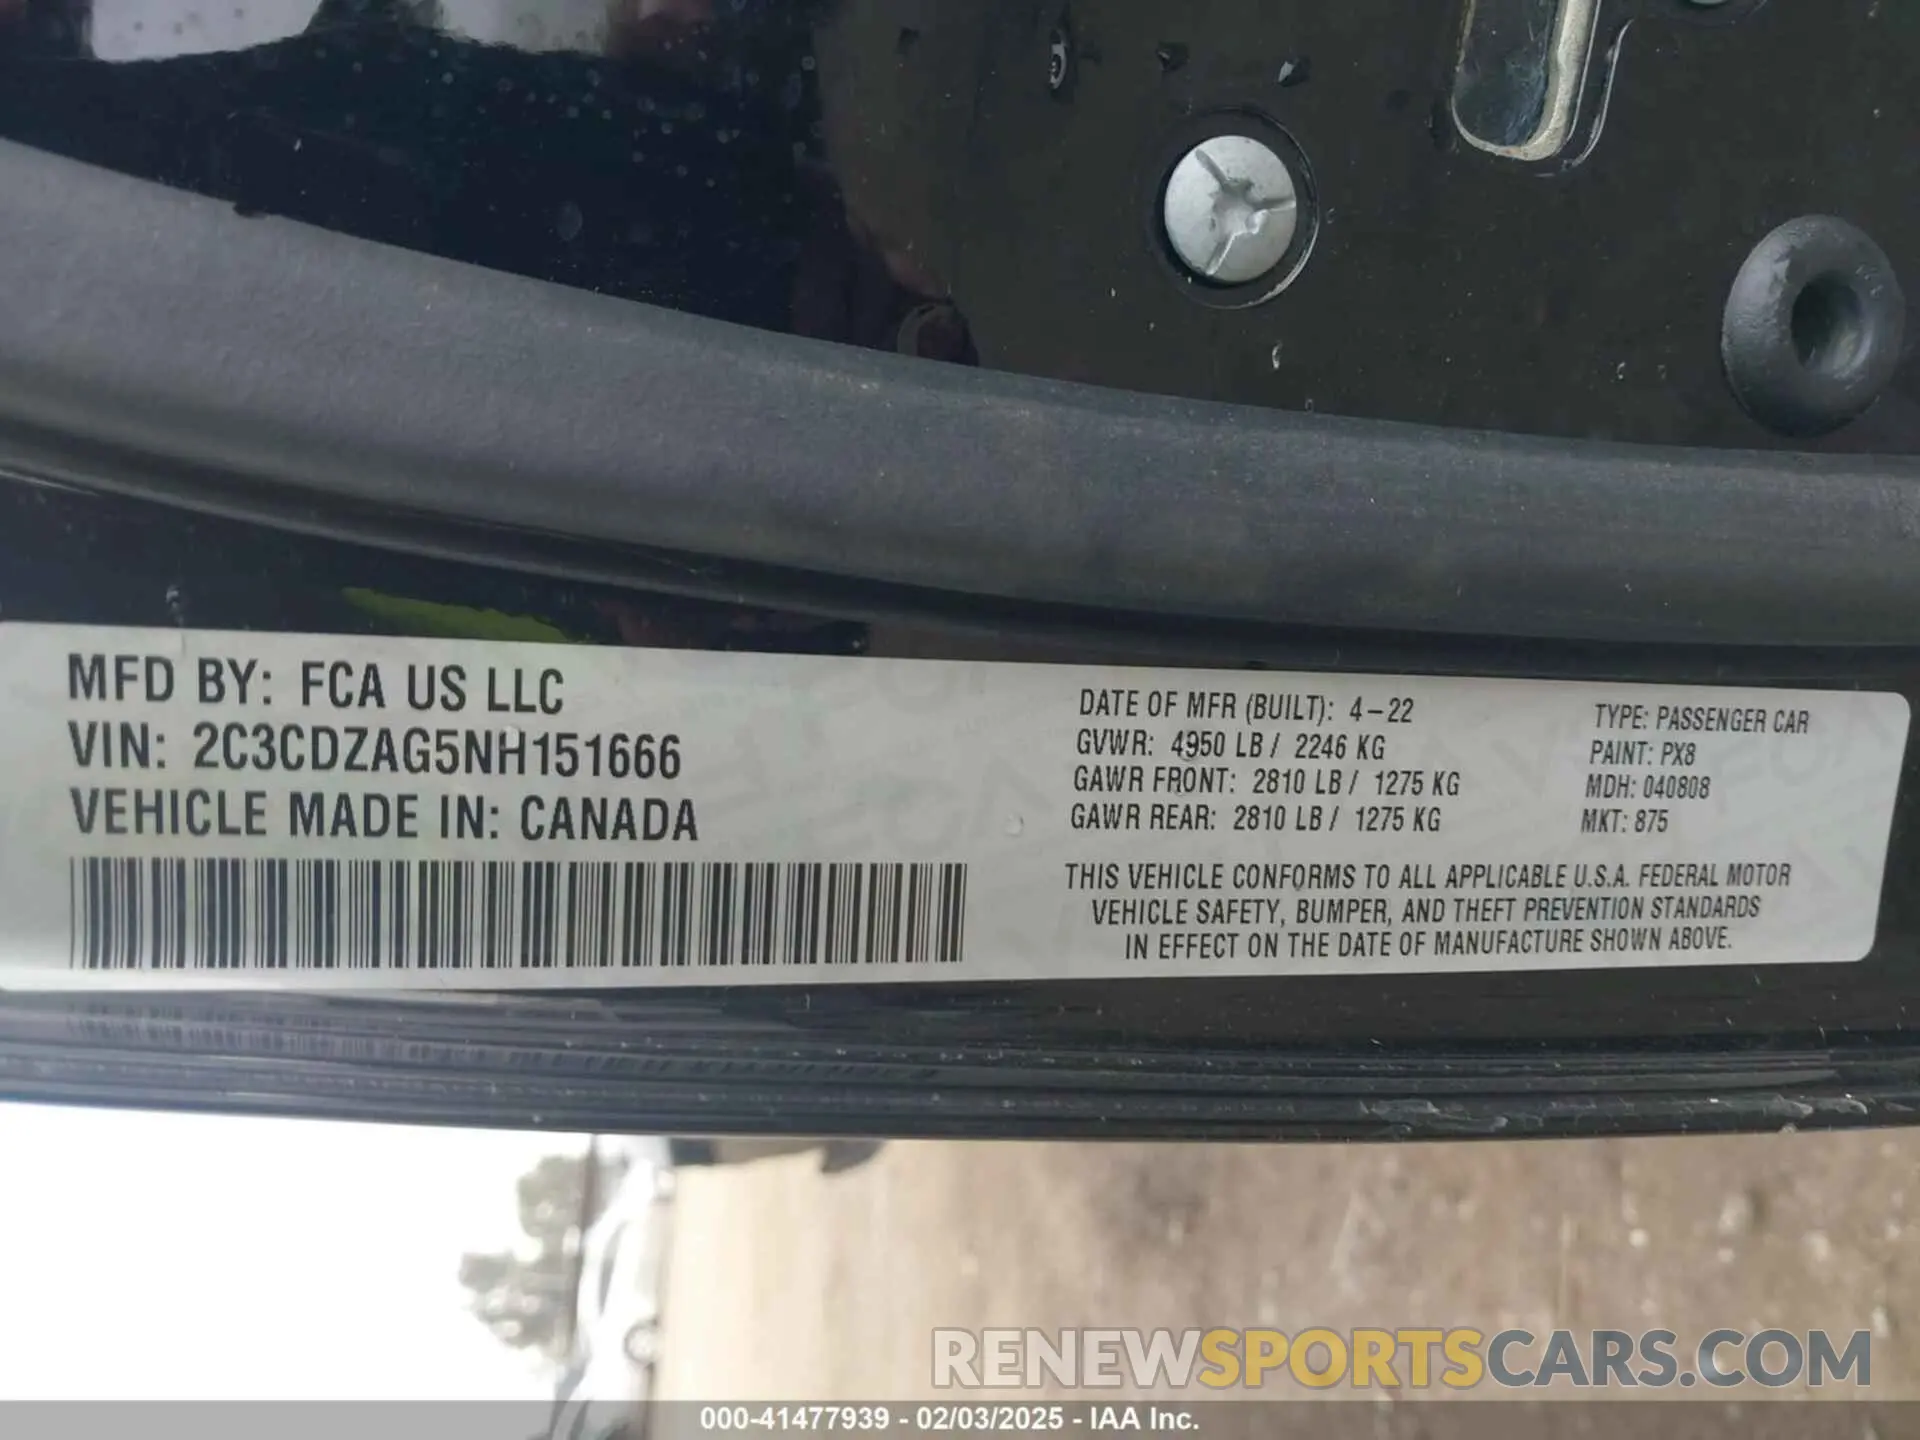 MFD BY: FCA US LLC
VIN: 2C3CDZAG5NH151666
VEHICLE MADE IN: CANADA
DATE OF MFR (BUILT): 4-22
GVWR: 4950 LB / 2246 KG
GAWR FRONT: 2810 LB / 1275 KG
GAWR REAR: 2810 LB / 1275 KG
TYPE: PASSENGER CAR
PAINT: PX8
MDH: 040808
MKT: 875
THIS VEHICLE CONFORMS TO ALL APPLICABLE U.S.A. FEDERAL MOTOR
VEHICLE SAFETY, BUMPER, AND THEFT PREVENTION STANDARDS
IN EFFECT ON THE DATE OF MANUFACTURE SHOWN ABOVE.
RENEWSPORTSCARS.COM
000-41477939 - 02/03/2025 - IAA Inc.